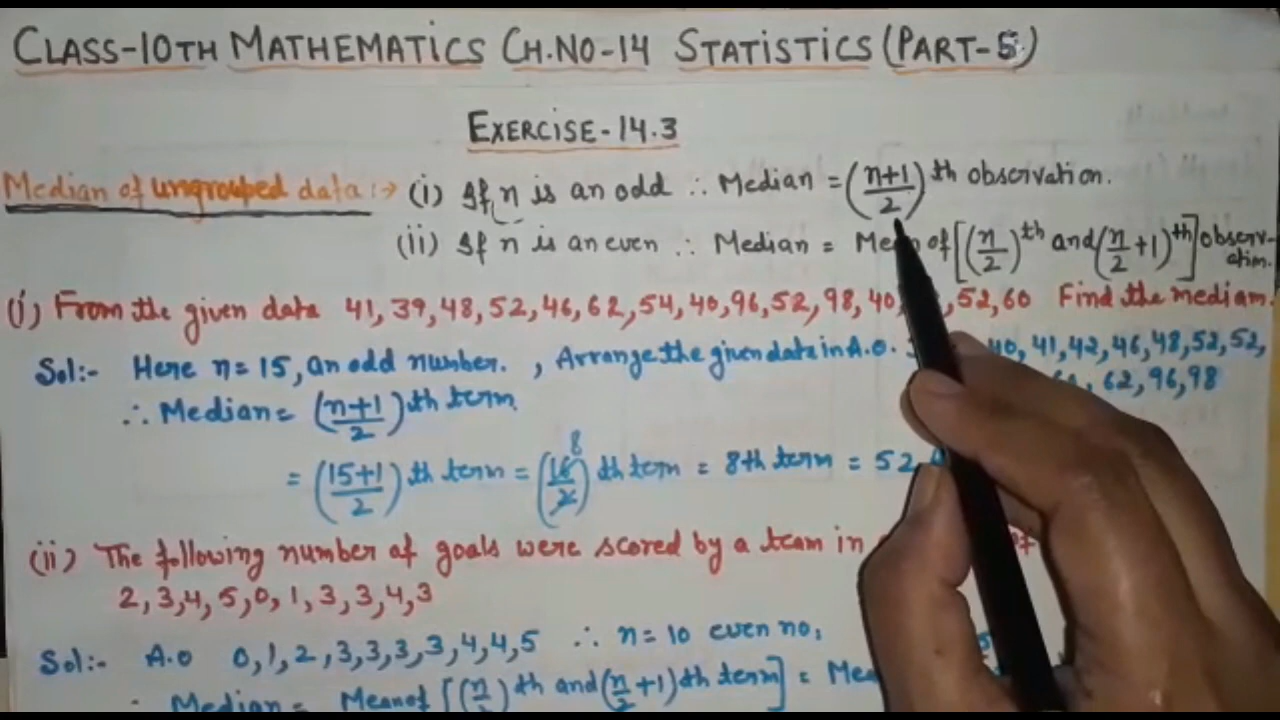 CLASS-10TH MATHEMATICS CH.NO-14 STATISTICS (PART-5)
EXERCISE-14.3
Median of ungrouped data:→ (i) If n is an odd ∴ Median = ((n+1)/2)th observation.
(ii) If n is an even ∴ Median = Mean of [(n/2)th and (n/2+1)th] observation.
(i) From the given data 41, 39, 48, 52, 46, 62, 54, 40, 96, 52, 98, 40, , 52, 60 Find the median.
Sol:- Here n = 15, an odd number. , Arrange the given data in A.O. 40, 41, 42, 46, 48, 52, 52,
62, 96, 98
∴ Median = ((n+1)/2)th term.
= ((15+1)/2)th term = (16/2)th term = 8th term = 52
8
(ii) The following number of goals were scored by a team in
2, 3, 4, 5, 0, 1, 3, 3, 4, 3
Sol:- A.O 0, 1, 2, 3, 3, 3, 3, 4, 4, 5 ∴ n = 10 even no,
∴ Median = Mean of [(n/2)th and (n/2+1)th term] =